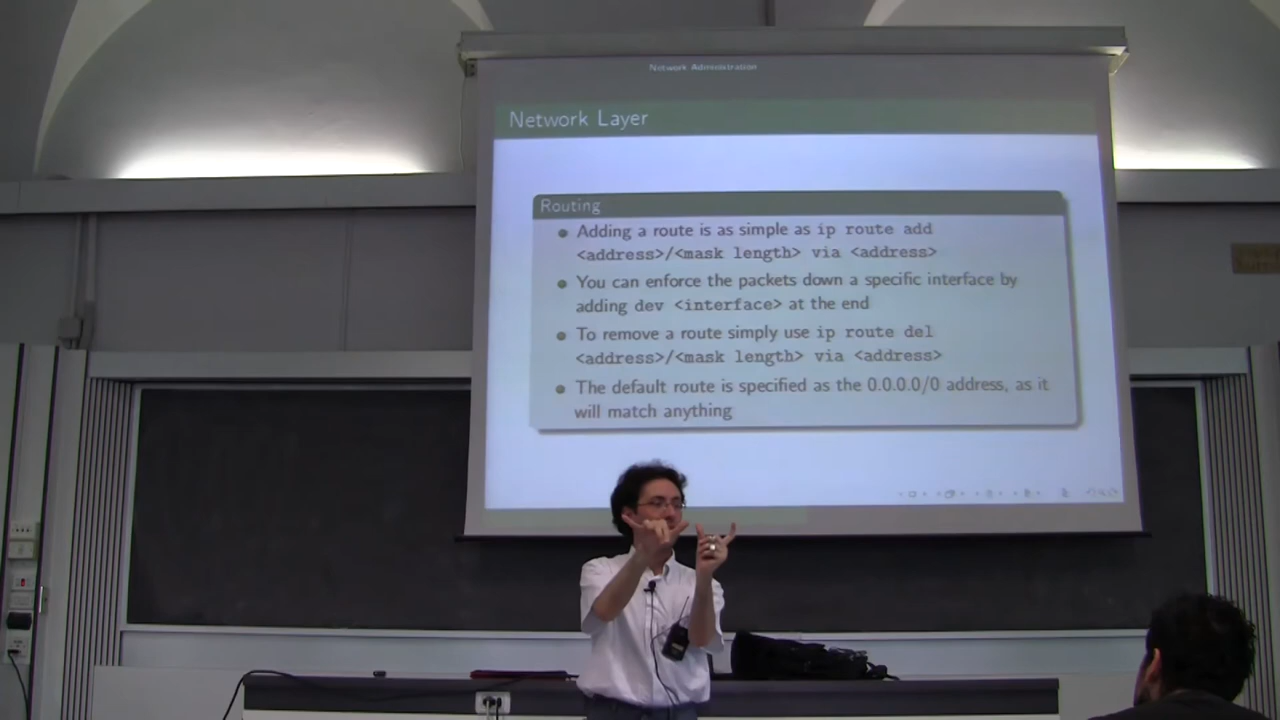 Network Administration
Network Layer
Routing
Adding a route is as simple as ip route add
<address>/<mask length> via <address>
You can enforce the packets down a specific interface by
adding dev <interface> at the end
To remove a route simply use ip route del
<address>/<mask length> via <address>
The default route is specified as the 0.0.0.0/0 address, as it
will match anything